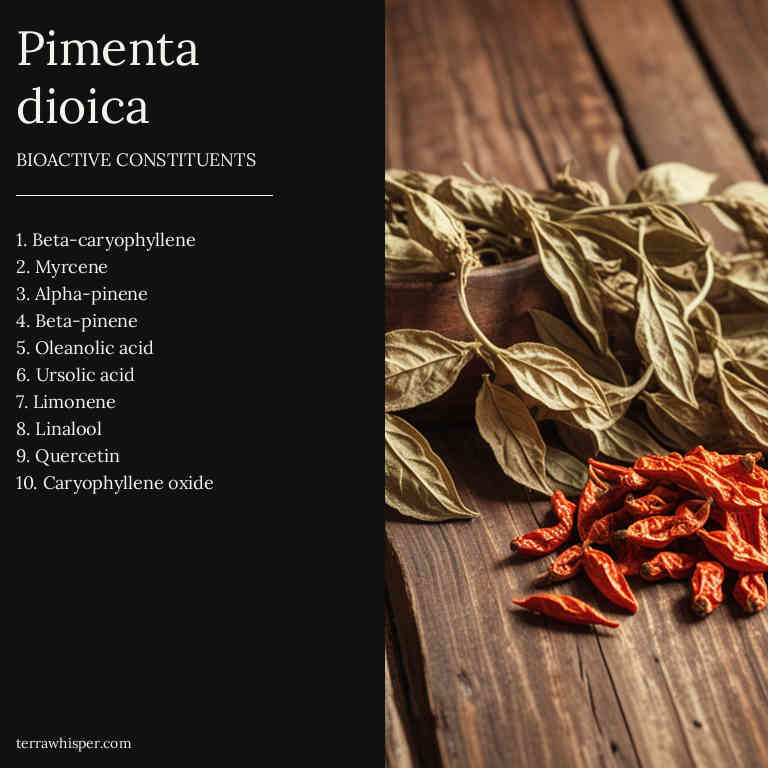 Pimenta
dioica
BIOACTIVE CONSTITUENTS
1. Beta-caryophyllene
2. Myrcene
3. Alpha-pinene
4. Beta-pinene
5. Oleanolic acid
6. Ursolic acid
7. Limonene
8. Linalool
9. Quercetin
10. Caryophyllene oxide
terrawhisper.com